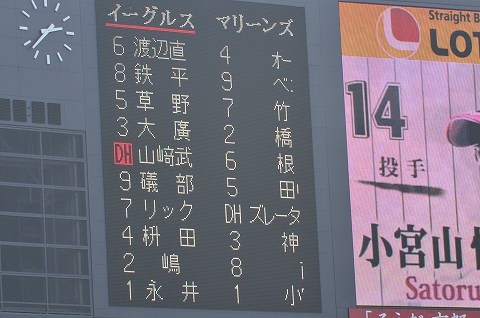 イーグルス マリーンズ
6 渡辺直 4 オー
8 鉄 平 9 ベ
5 草 野 7 竹
3 大 廣 2 橋
DH 山﨑武 6 根
9 礒 部 5 田
7 リック DH ズレータ
4 枡 田 3 神
2 嶋 8
1 永 井 1 小
Straight B
LOT
14
投手
小宮山
Satoru